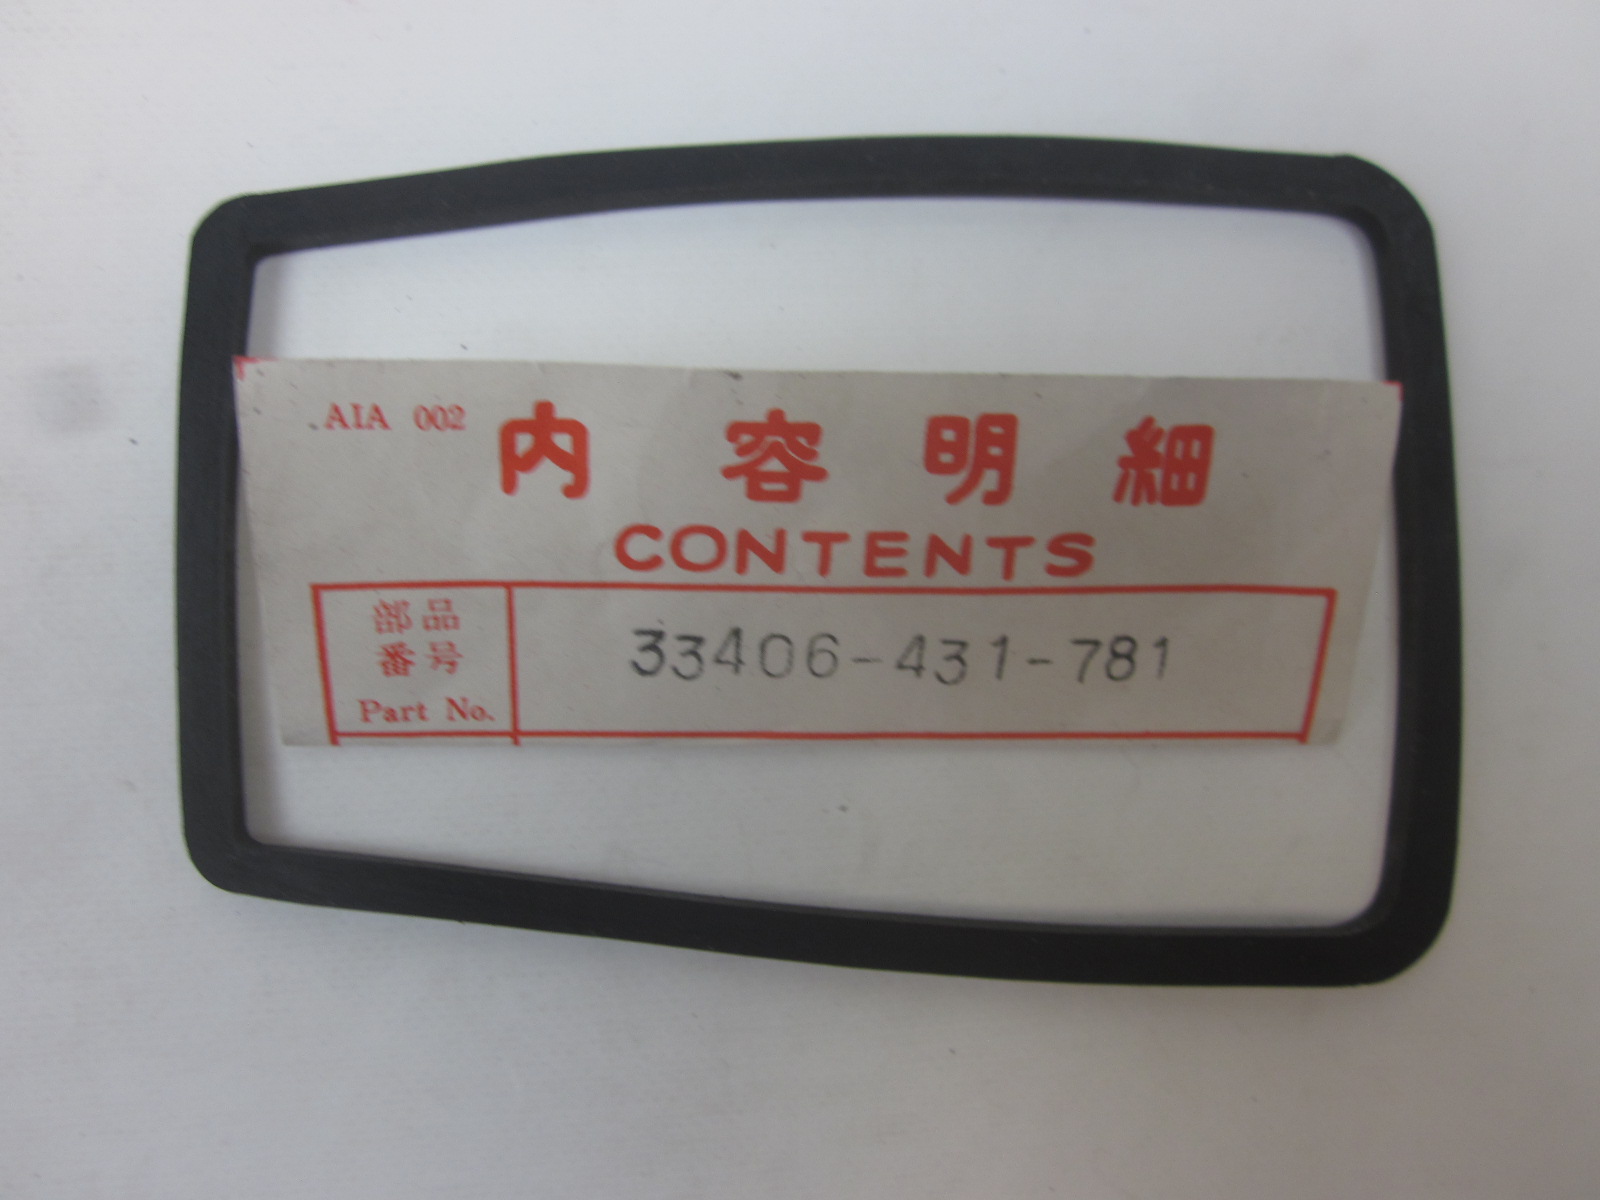 AIA 002
内容明細
CONTENTS
部品
番号
Part No.
33406-431-781